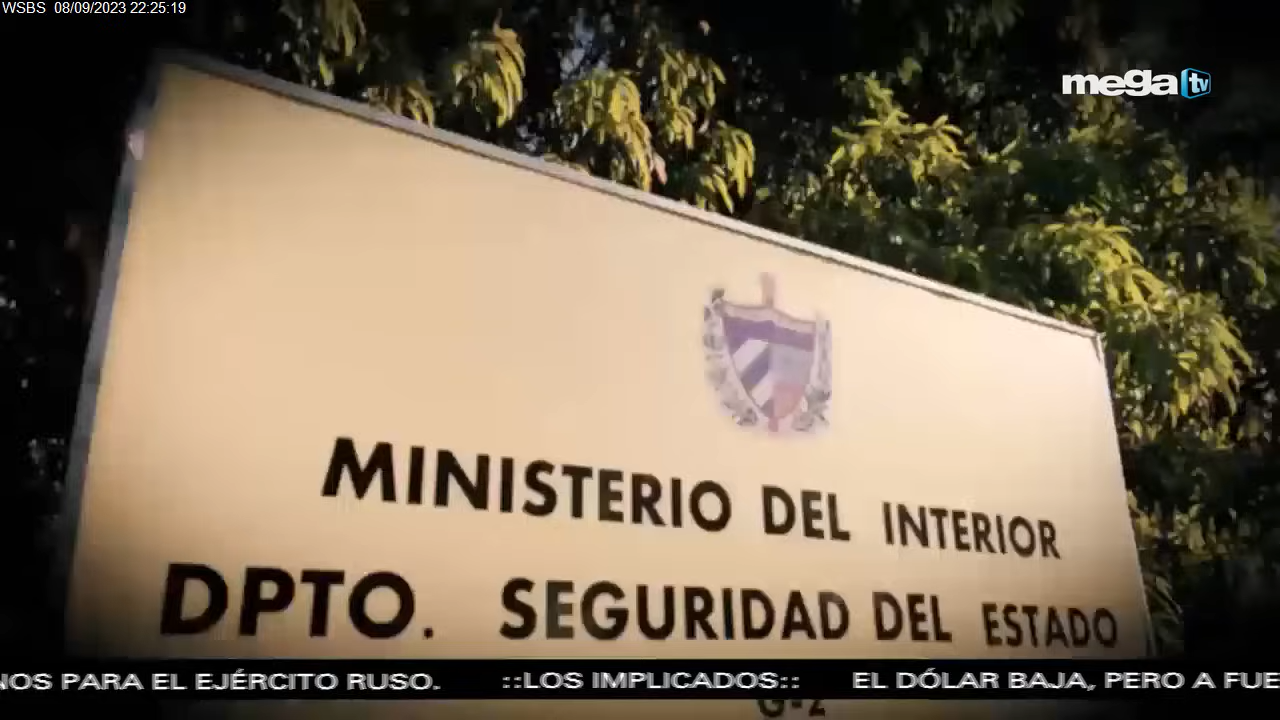 WSBS 08/09/2023 22:25:19
mega tv
MINISTERIO DEL INTERIOR
DPTO. SEGURIDAD DEL ESTADO
NOS PARA EL EJÉRCITO RUSO. ::LOS IMPLICADOS:: EL DÓLAR BAJA, PERO A FUE
G-2